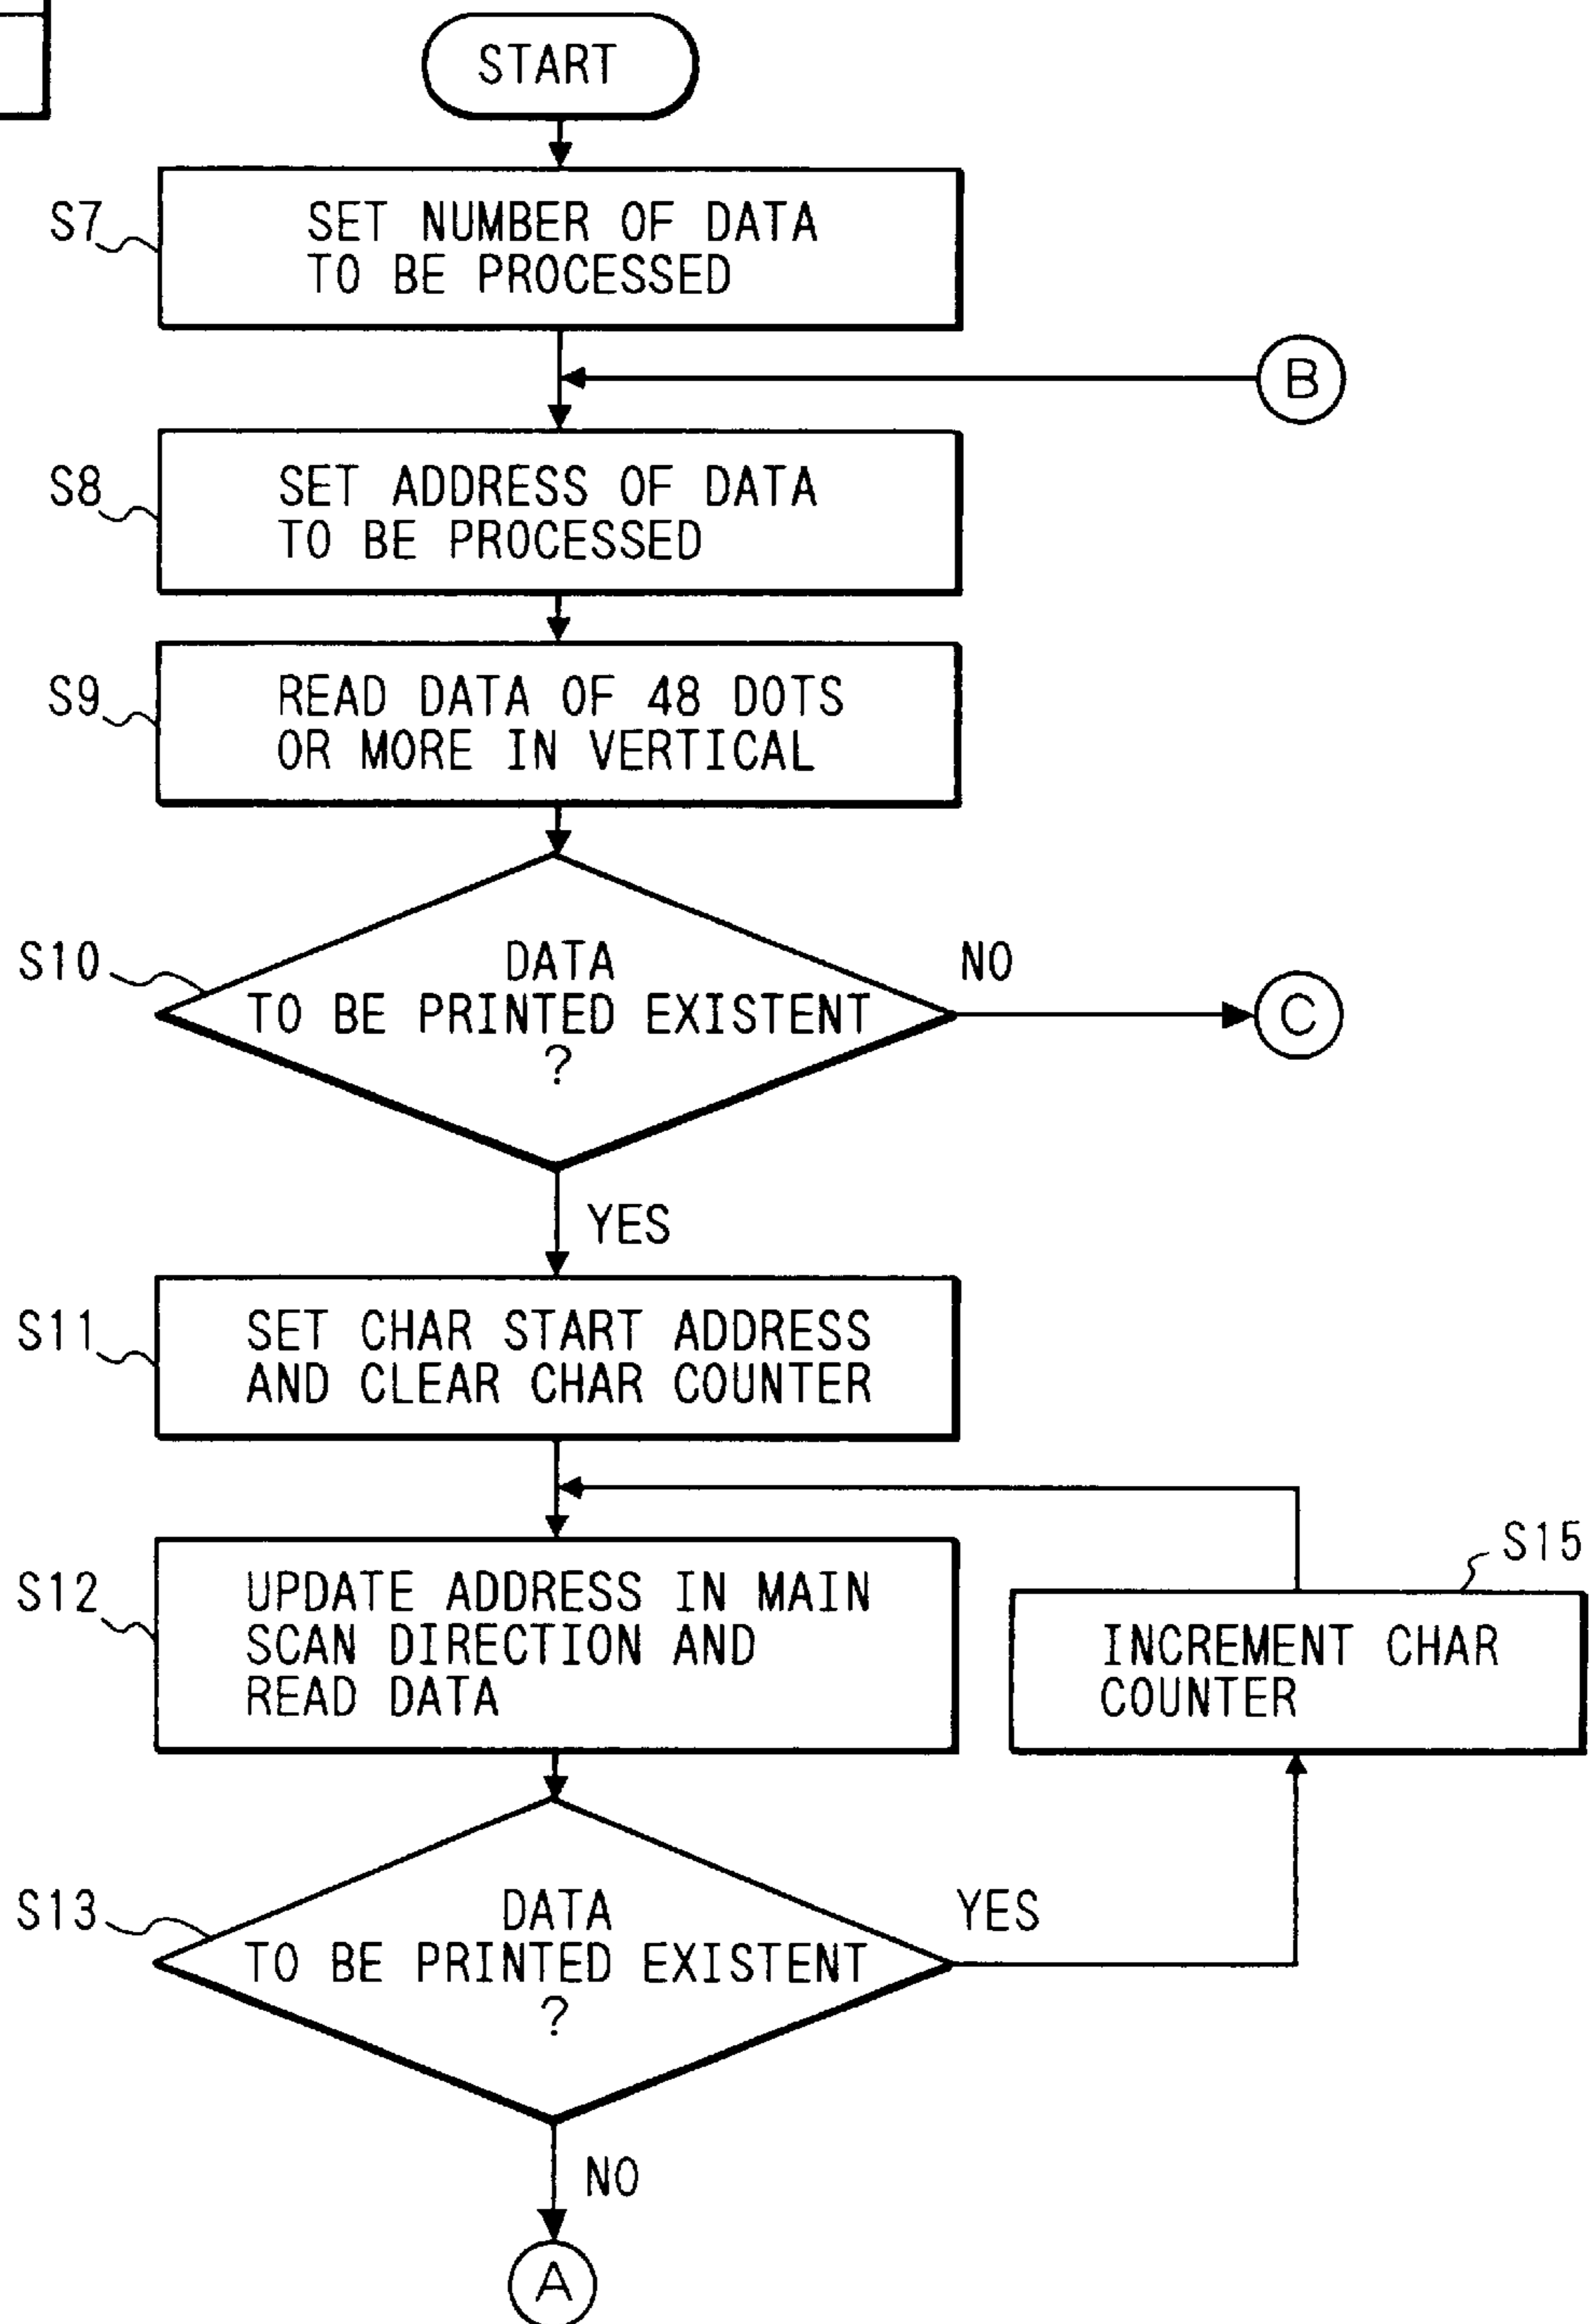 START
S7
SET NUMBER OF DATA
TO BE PROCESSED
B
S8
SET ADDRESS OF DATA
TO BE PROCESSED
S9
READ DATA OF 48 DOTS
OR MORE IN VERTICAL
S10
DATA
TO BE PRINTED EXISTENT
?
NO
C
YES
S11
SET CHAR START ADDRESS
AND CLEAR CHAR COUNTER
S12
UPDATE ADDRESS IN MAIN
SCAN DIRECTION AND
READ DATA
S15
INCREMENT CHAR
COUNTER
S13
DATA
TO BE PRINTED EXISTENT
?
YES
NO
A